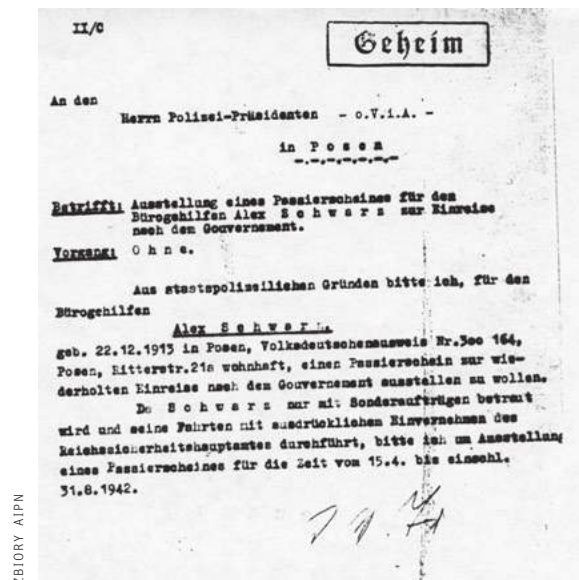 II/C
Geheim
An den
Herrn Polizei-Präsidenten - o.V.i.A. -
in P o s e n
-.-.-.-.-.-.-
Betrifft: Ausstellung eines Passierscheines für den
Bürogehilfen Alex S c h w a r z zur Einreise
nach dem Gouvernement.
Vorgang: O h n e.
Aus staatspolizeilichen Gründen bitte ich, für den
Bürogehilfen
Alex S c h w a r z,
geb. 22.12.1913 in Posen, Volksdeutschenausweis Nr.3oo 164,
Posen, Ritterstr.21a wohnhaft, einen Passierschein zur wie-
derholten Einreise nach dem Gouvernement ausstellen zu wollen.
Da S c h w a r z nur mit Sonderaufträgen betraut
wird und seine Fahrten mit ausdrücklichen Einvernehmen des
Reichssicherheitshauptamtes durchführt, bitte ich um Ausstellung
eines Passierscheines für die Zeit vom 15.4. bis einschl.
31.8.1942.
ZBIORY AIPN